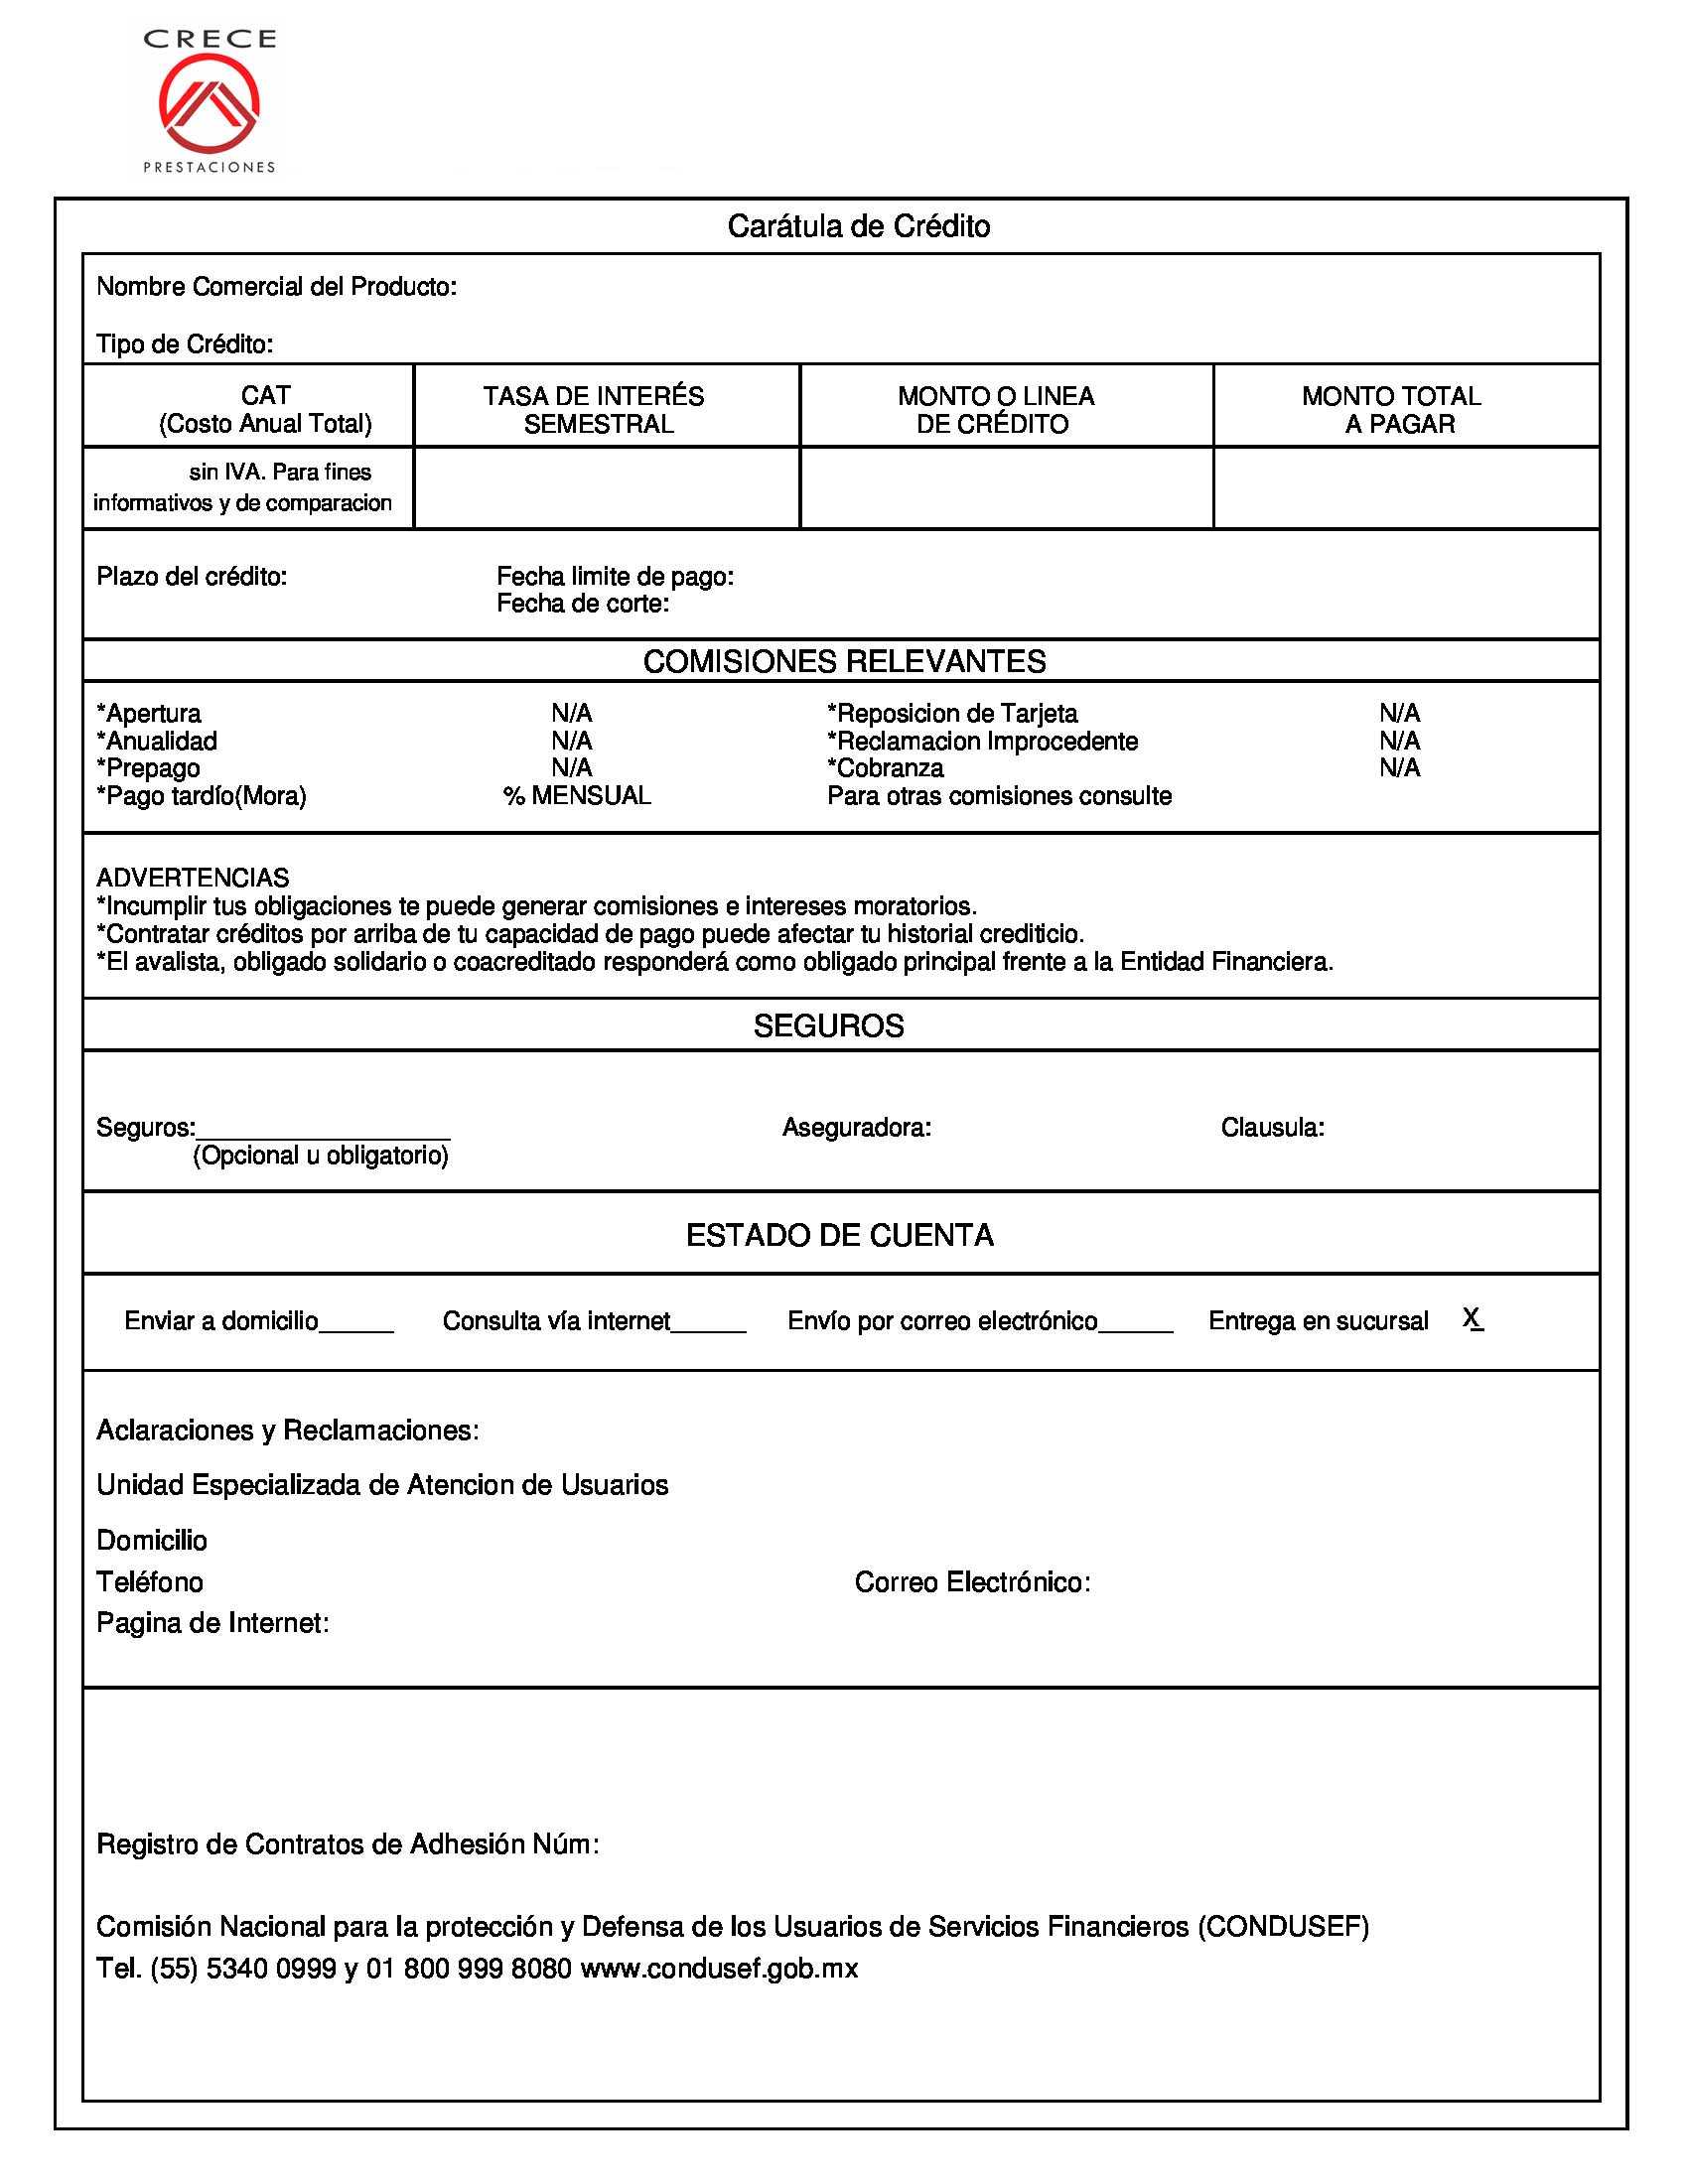 CRECE
PRESTACIONES
Carátula de Crédito
Nombre Comercial del Producto:
Tipo de Crédito:
CAT
(Costo Anual Total)
TASA DE INTERÉS
SEMESTRAL
MONTO O LINEA
DE CRÉDITO
MONTO TOTAL
A PAGAR
sin IVA. Para fines
informativos y de comparacion
Plazo del crédito: Fecha limite de pago:
Fecha de corte:
COMISIONES RELEVANTES
*Apertura N/A *Reposicion de Tarjeta N/A
*Anualidad N/A *Reclamacion Improcedente N/A
*Prepago N/A *Cobranza N/A
*Pago tardío(Mora) % MENSUAL Para otras comisiones consulte
ADVERTENCIAS
*Incumplir tus obligaciones te puede generar comisiones e intereses moratorios.
*Contratar créditos por arriba de tu capacidad de pago puede afectar tu historial crediticio.
*El avalista, obligado solidario o coacreditado responderá como obligado principal frente a la Entidad Financiera.
SEGUROS
Seguros:__________________ Aseguradora: Clausula:
(Opcional u obligatorio)
ESTADO DE CUENTA
Enviar a domicilio_____ Consulta vía internet_____ Envío por correo electrónico_____ Entrega en sucursal X_
Aclaraciones y Reclamaciones:
Unidad Especializada de Atencion de Usuarios
Domicilio
Teléfono Correo Electrónico:
Pagina de Internet:
Registro de Contratos de Adhesión Núm:
Comisión Nacional para la protección y Defensa de los Usuarios de Servicios Financieros (CONDUSEF)
Tel. (55) 5340 0999 y 01 800 999 8080 www.condusef.gob.mx